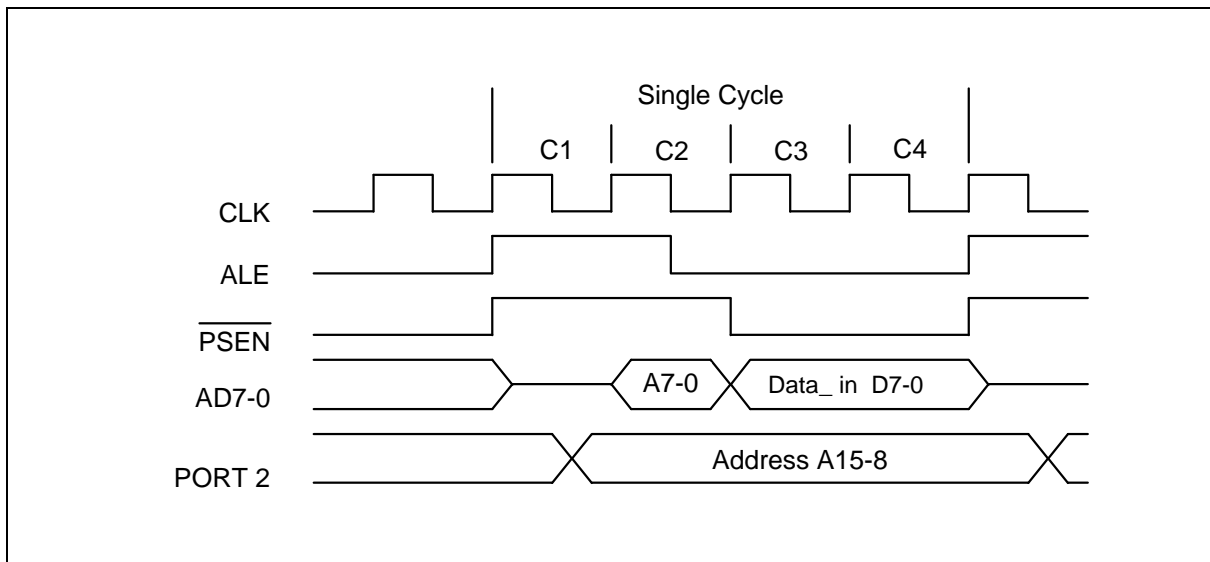 Single Cycle
C1 C2 C3 C4
CLK
ALE
PSEN
AD7-0 A7-0 Data_ in D7-0
PORT 2 Address A15-8